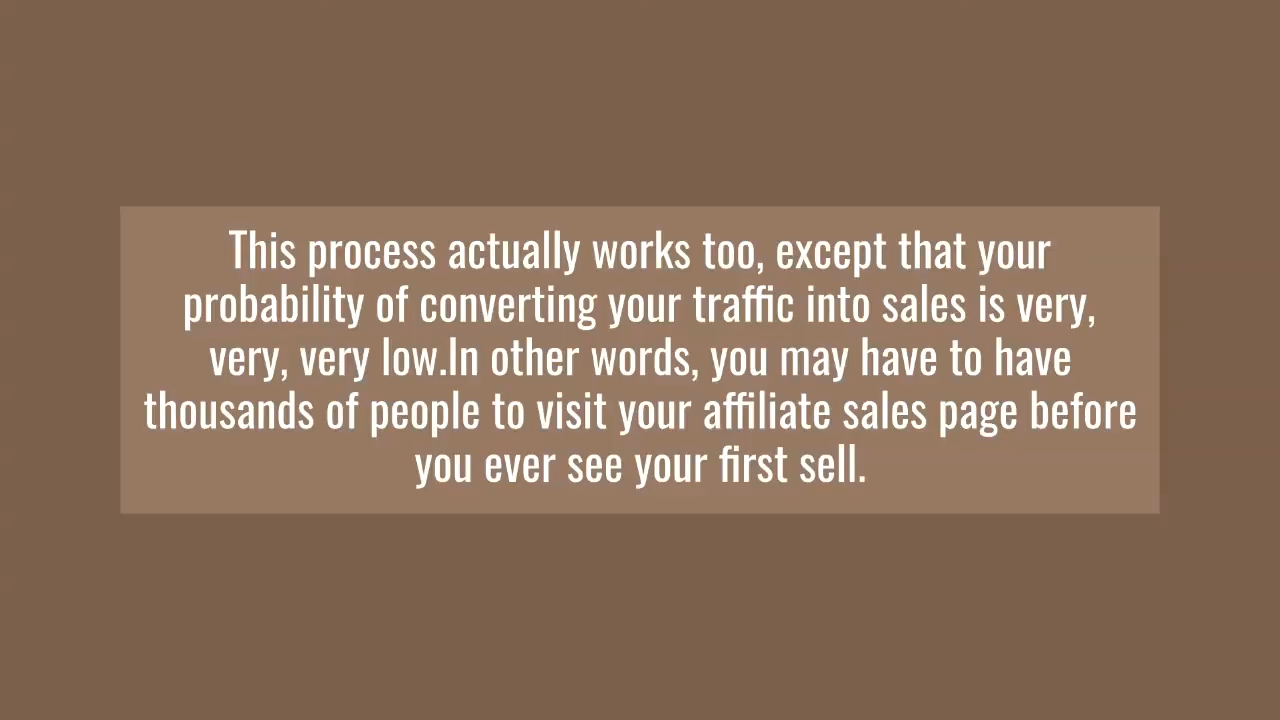 This process actually works too, except that your
probability of converting your traffic into sales is very,
very, very low.In other words, you may have to have
thousands of people to visit your affiliate sales page before
you ever see your first sell.